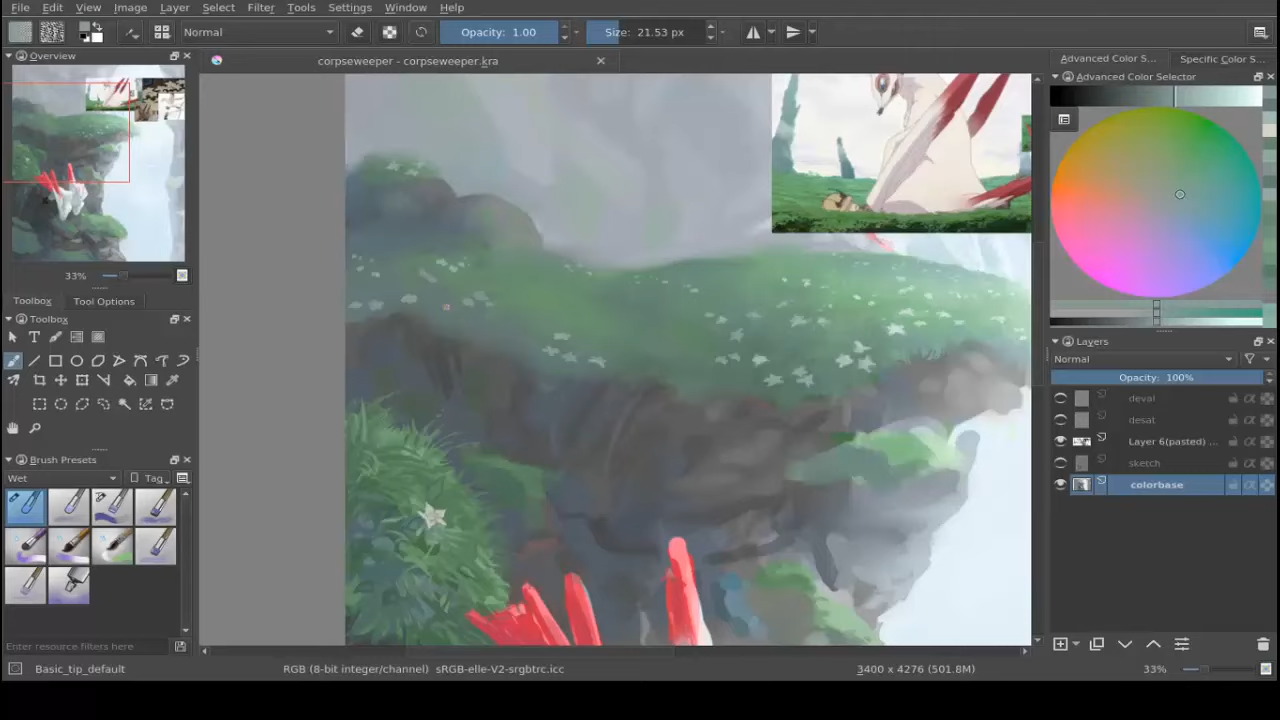 File Edit View Image Layer Select Filter Tools Settings Window Help
Normal Opacity: 1.00 Size: 21.53 px
Overview
corpseweeper - corpseweeper.kra
33%
Toolbox Tool Options
Toolbox
Brush Presets
Wet Tag
Enter resource filters here
Basic_tip_default
RGB (8-bit integer/channel) sRGB-elle-V2-srgbtrc.icc
3400 x 4276 (501.8M)
33%
Advanced Color S... Specific Color S...
Advanced Color Selector
Layers
Normal
Opacity: 100%
deval
desat
Layer 6(pasted) ...
sketch
colorbase